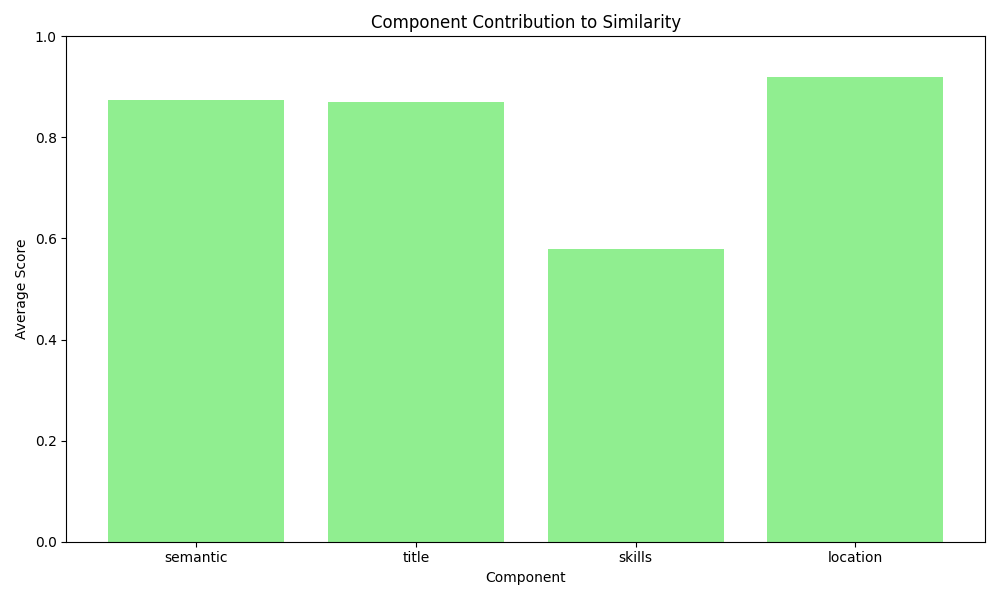 Component Contribution to Similarity
1.0
0.8
0.6
0.4
0.2
0.0
Average Score
semantic title skills location
Component